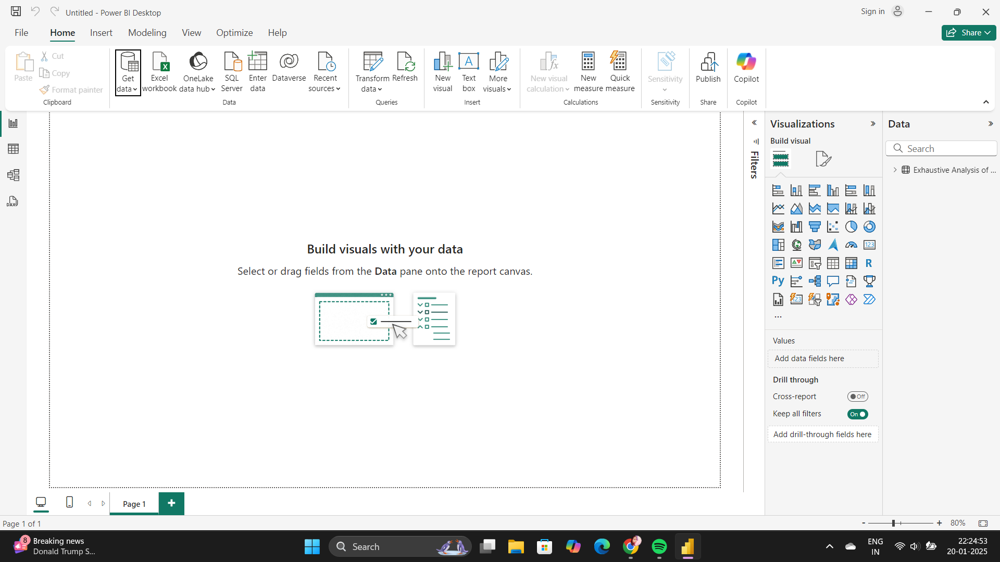 Untitled - Power BI Desktop
Sign in
File Home Insert Modeling View Optimize Help
Share
Paste
Cut
Copy
Format painter
Clipboard
Get data
Excel workbook
OneLake data hub
SQL Server
Enter data
Dataverse
Recent sources
Data
Transform data
Refresh
Queries
New visual
Text box
More visuals
Insert
New visual calculation
New measure
Quick measure
Calculations
Sensitivity
Sensitivity
Publish
Share
Copilot
Copilot
DAX
Build visuals with your data
Select or drag fields from the Data pane onto the report canvas.
Filters
Visualizations
Build visual
123
R
Py
123
Values
Add data fields here
Drill through
Cross-report
Off
Keep all filters
On
Add drill-through fields here
Data
Search
Exhaustive Analysis of ...
Page 1
Page 1 of 1
80%
8
Breaking news
Donald Trump S...
Search
ENG
IN
22:24:53
20-01-2025